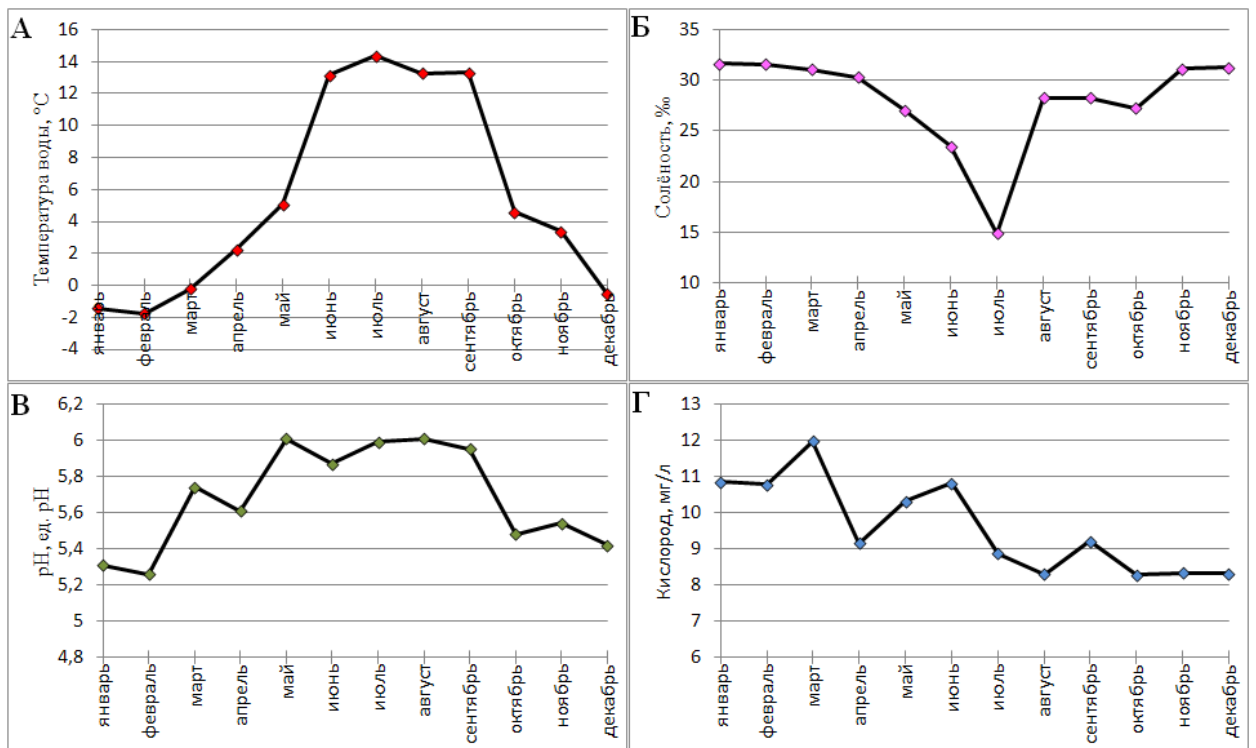 А
Температура воды, °С
16
14
12
10
8
6
4
2
0
-2
-4
январь
февраль
март
апрель
май
июнь
июль
август
сентябрь
октябрь
ноябрь
декабрь
Б
Солёность, ‰
35
30
25
20
15
10
январь
февраль
март
апрель
май
июнь
июль
август
сентябрь
октябрь
ноябрь
декабрь
В
рН, ед. рН
6,2
6
5,8
5,6
5,4
5,2
5
4,8
январь
февраль
март
апрель
май
июнь
июль
август
сентябрь
октябрь
ноябрь
декабрь
Г
Кислород, мг/л
13
12
11
10
9
8
7
6
январь
февраль
март
апрель
май
июнь
июль
август
сентябрь
октябрь
ноябрь
декабрь